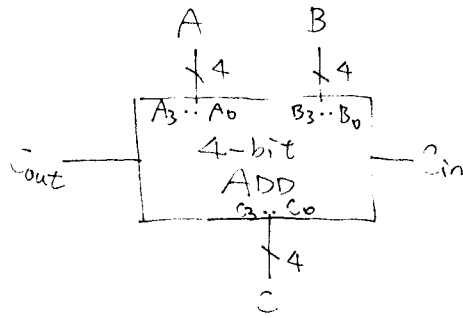 A B
4 4
A3 ·· A0 B3 ·· B0
4-bit
Cout Cin
ADD
C3 ·· C0
4
C